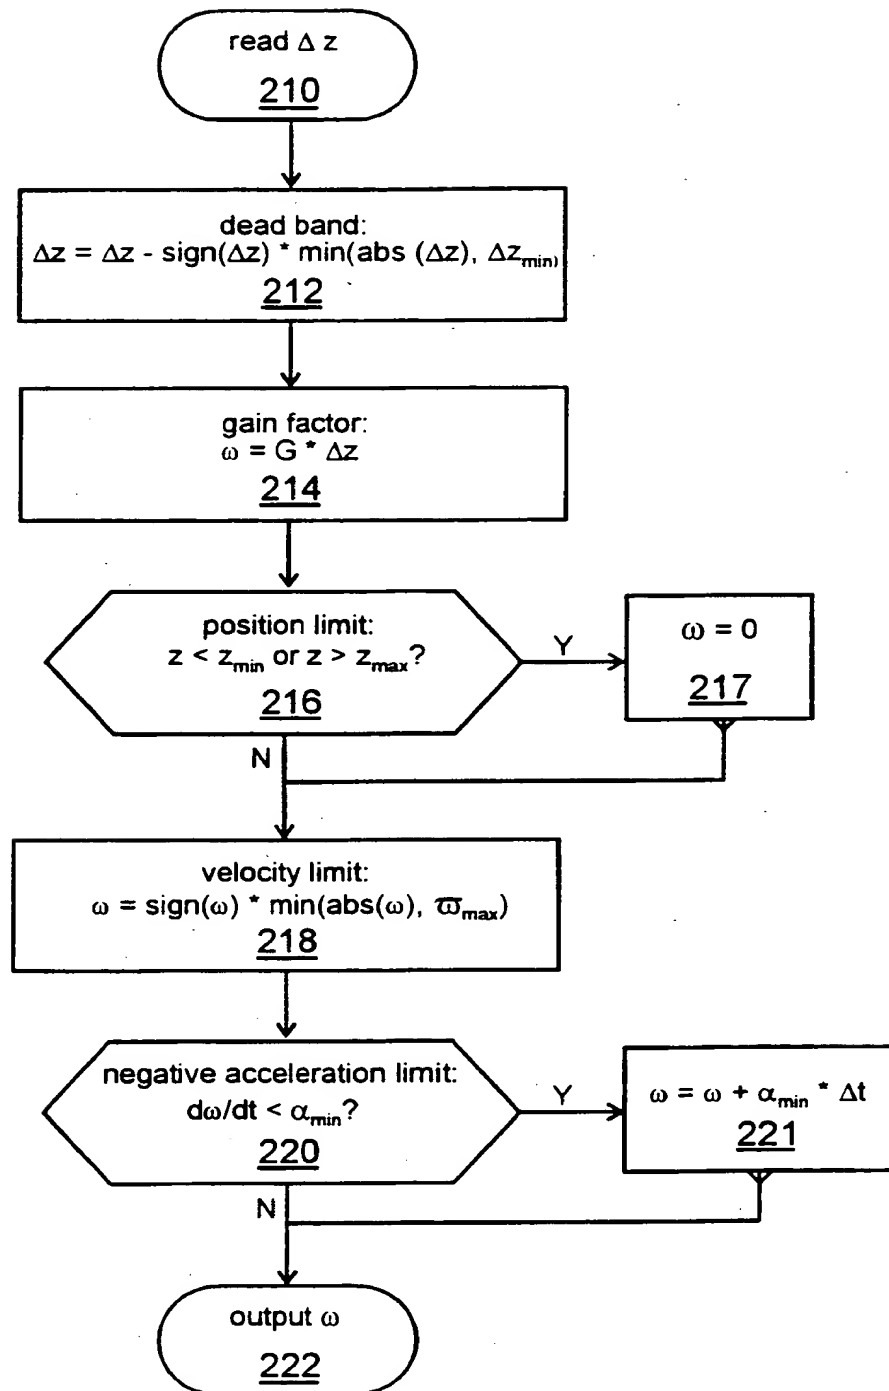 read Δ z
210
dead band:
Δz = Δz - sign(Δz) * min(abs (Δz), Δz_min)
212
gain factor:
ω = G * Δz
214
position limit:
z < z_min or z > z_max?
216
Y
ω = 0
217
N
velocity limit:
ω = sign(ω) * min(abs(ω), ϖ_max)
218
negative acceleration limit:
dω/dt < α_min?
220
Y
ω = ω + α_min * Δt
221
N
output ω
222